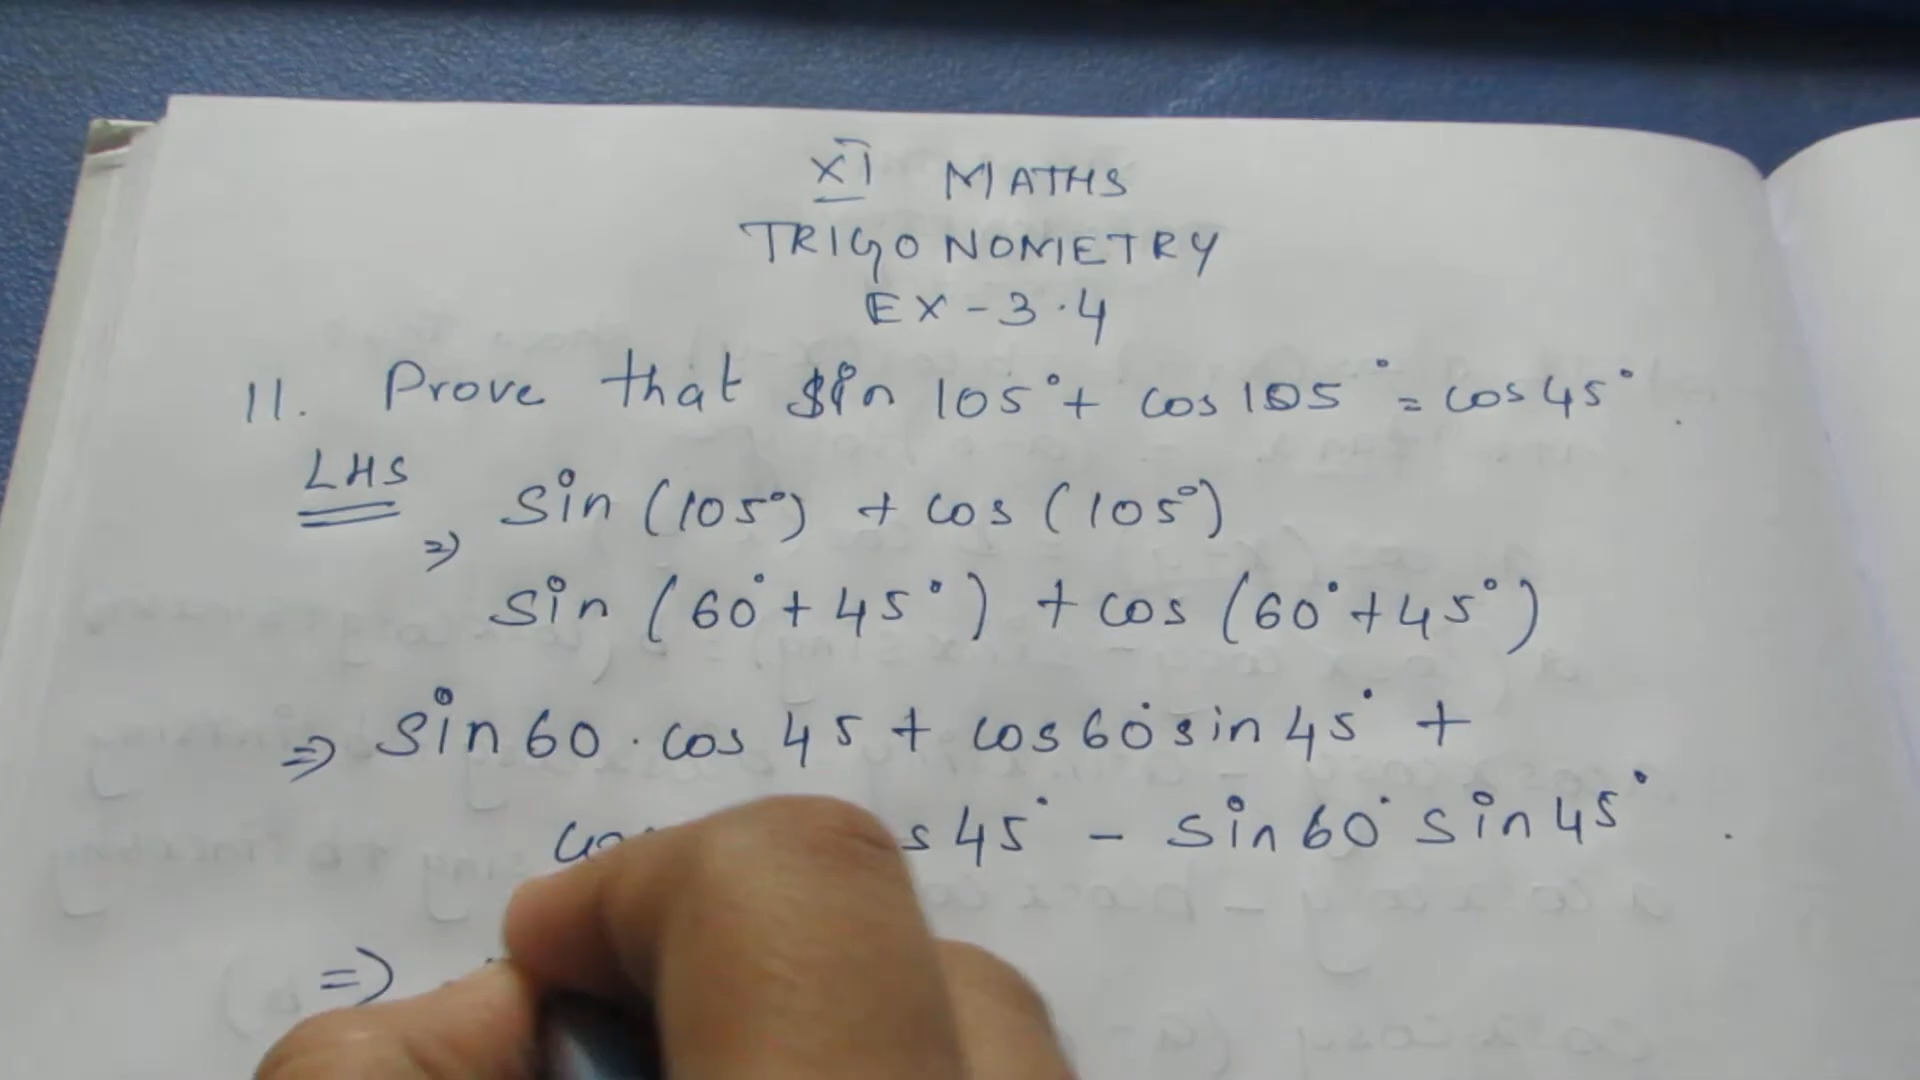 XI MATHS
TRIGONOMETRY
EX-3.4
11. Prove that sin 105° + cos 105° = cos 45°.
LHS
⇒ sin (105°) + cos (105°)
sin (60° + 45°) + cos (60° + 45°)
⇒ sin 60 . cos 45 + cos 60° sin 45° +
s 45° - sin 60° sin 45°.
⇒